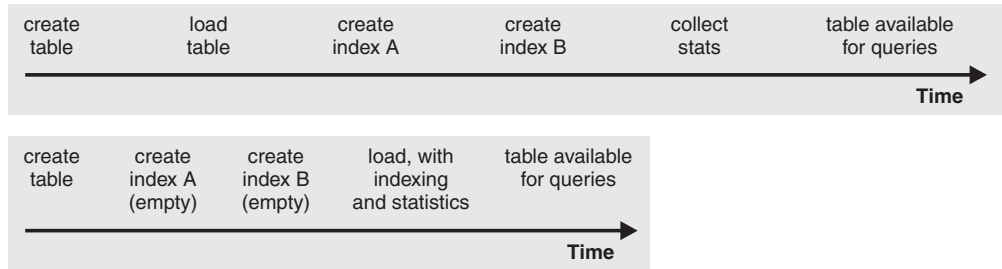 create load create create collect table available
table table index A index B stats for queries
Time
create create create load, with table available
table index A index B indexing for queries
(empty) (empty) and statistics
Time